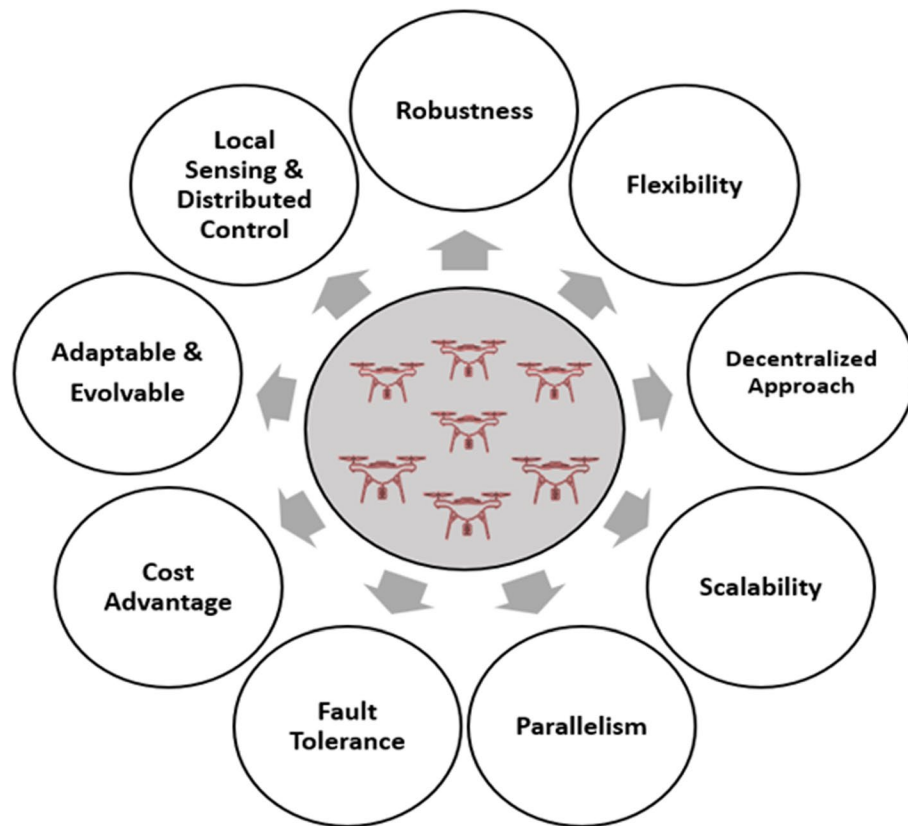 Robustness
Flexibility
Decentralized
Approach
Scalability
Parallelism
Fault
Tolerance
Cost
Advantage
Adaptable &
Evolvable
Local
Sensing &
Distributed
Control